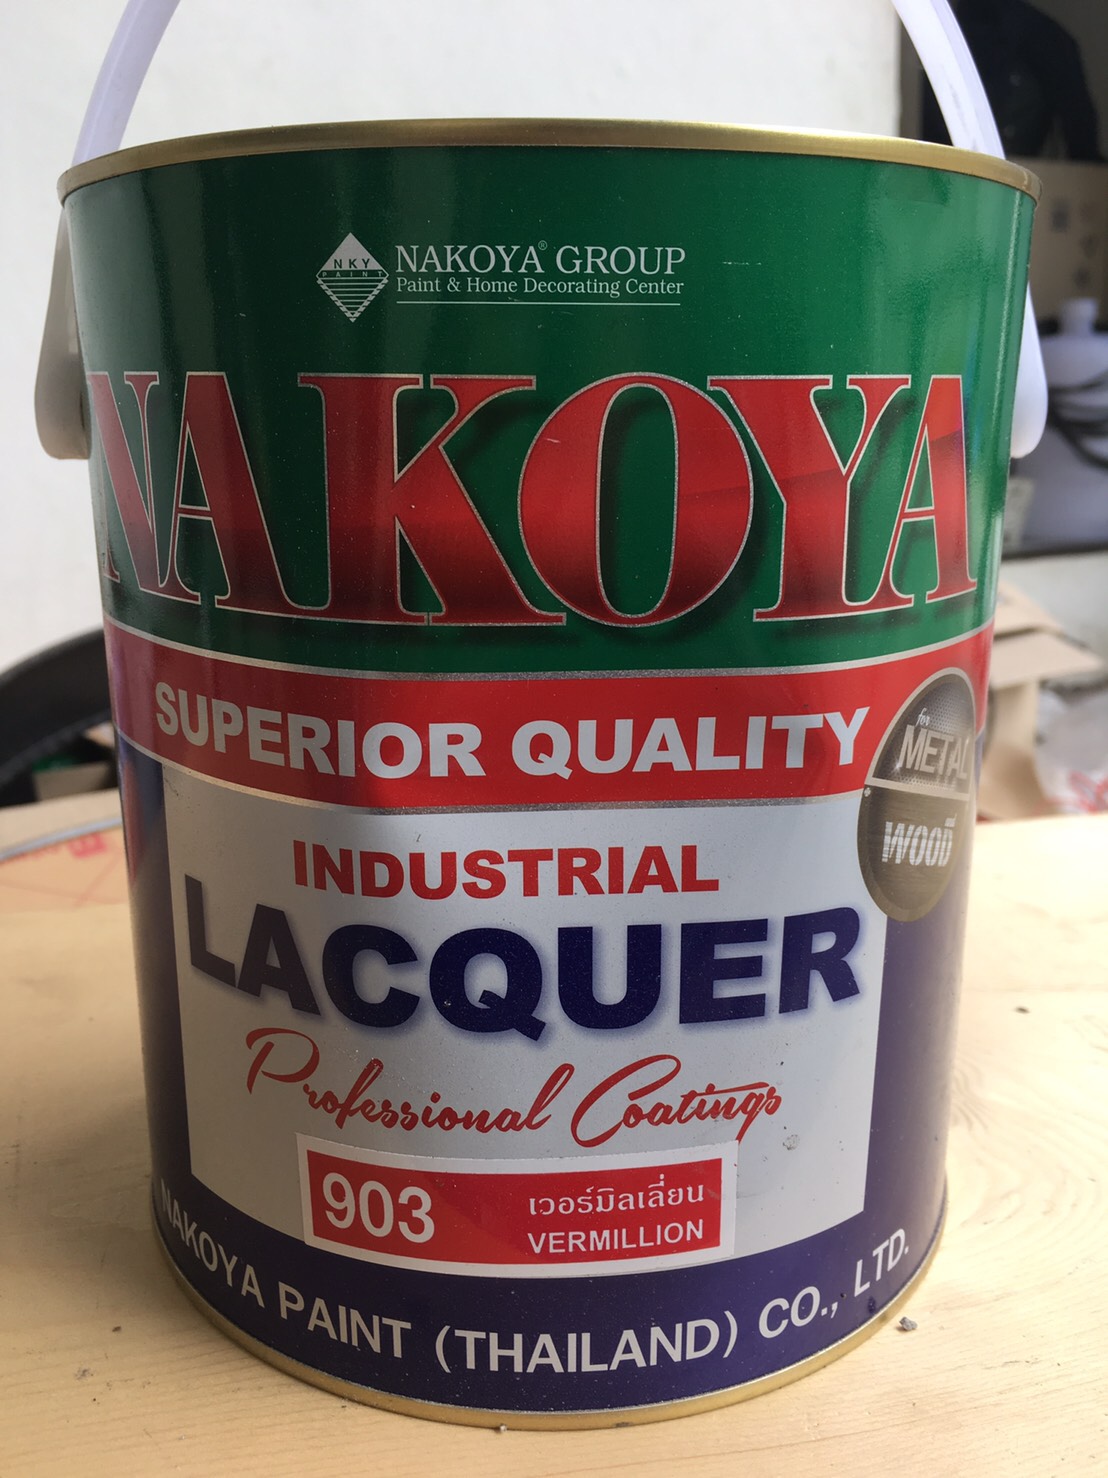 NKY
PAINT
NAKOYA® GROUP
Paint & Home Decorating Center
NAKOYA
SUPERIOR QUALITY
for
METAL
and
WOOD
INDUSTRIAL
LACQUER
Professional Coatings
903
เวอร์มิลเลี่ยน
VERMILLION
NAKOYA PAINT (THAILAND) CO., LTD.